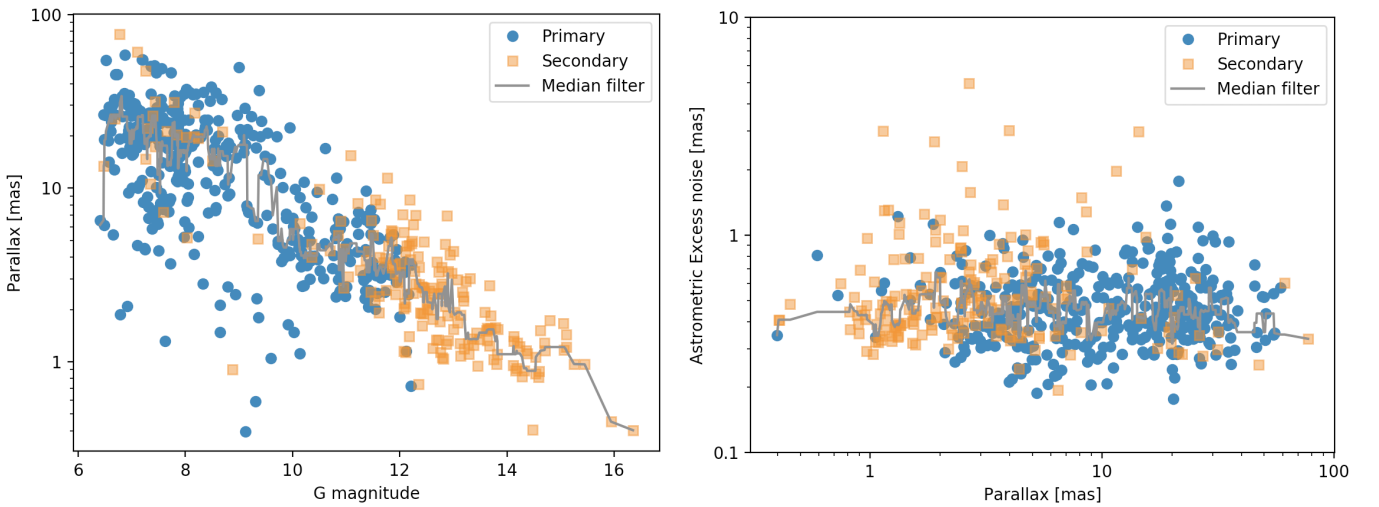 100
10
1
Parallax [mas]
6
8
10
12
14
16
G magnitude
Primary
Secondary
Median filter
10
1
0.1
Astrometric Excess noise [mas]
1
10
100
Parallax [mas]
Primary
Secondary
Median filter